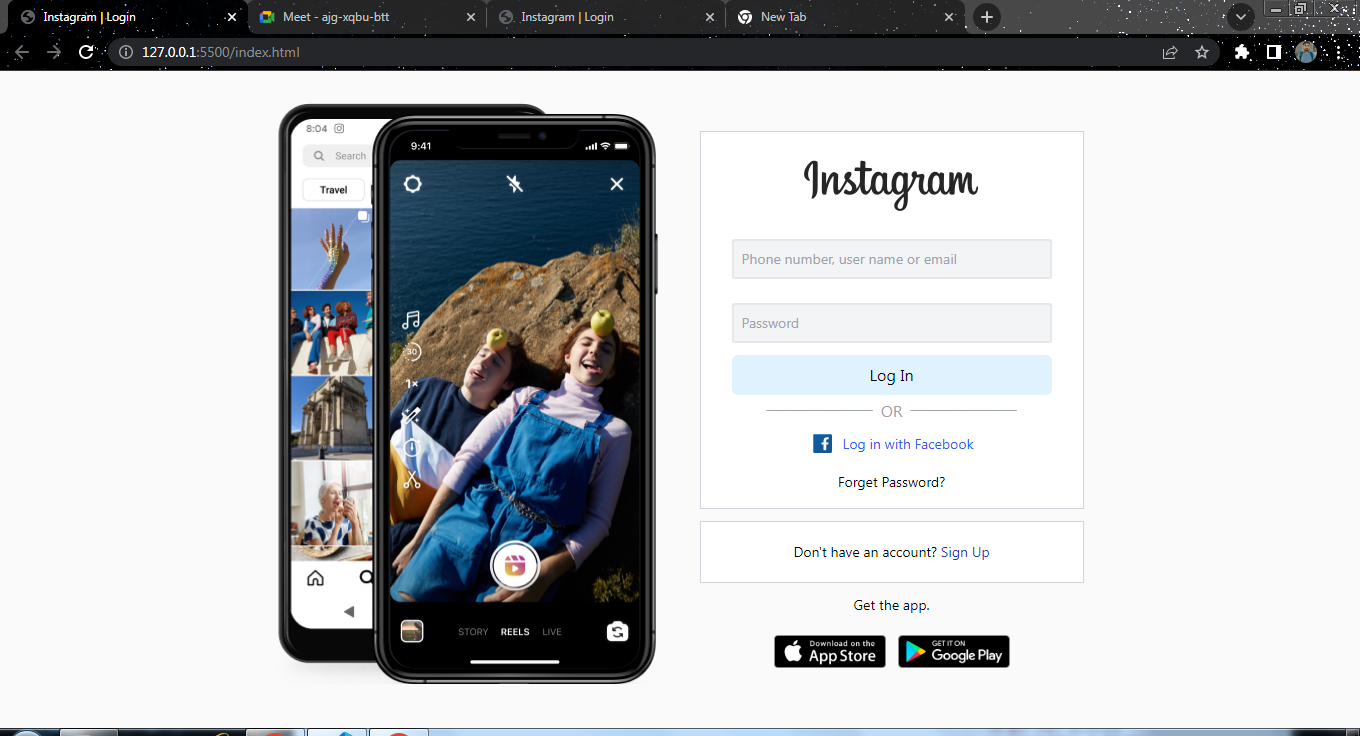 Instagram | Login
Meet - ajg-xqbu-btt
Instagram | Login
New Tab
127.0.0.1:5500/index.html
8:04
Search
Travel
9:41
30
1×
STORY REELS LIVE
Instagram
Phone number, user name or email
Password
Log In
OR
Log in with Facebook
Forget Password?
Don't have an account? Sign Up
Get the app.
Download on the
App Store
GET IT ON
Google Play